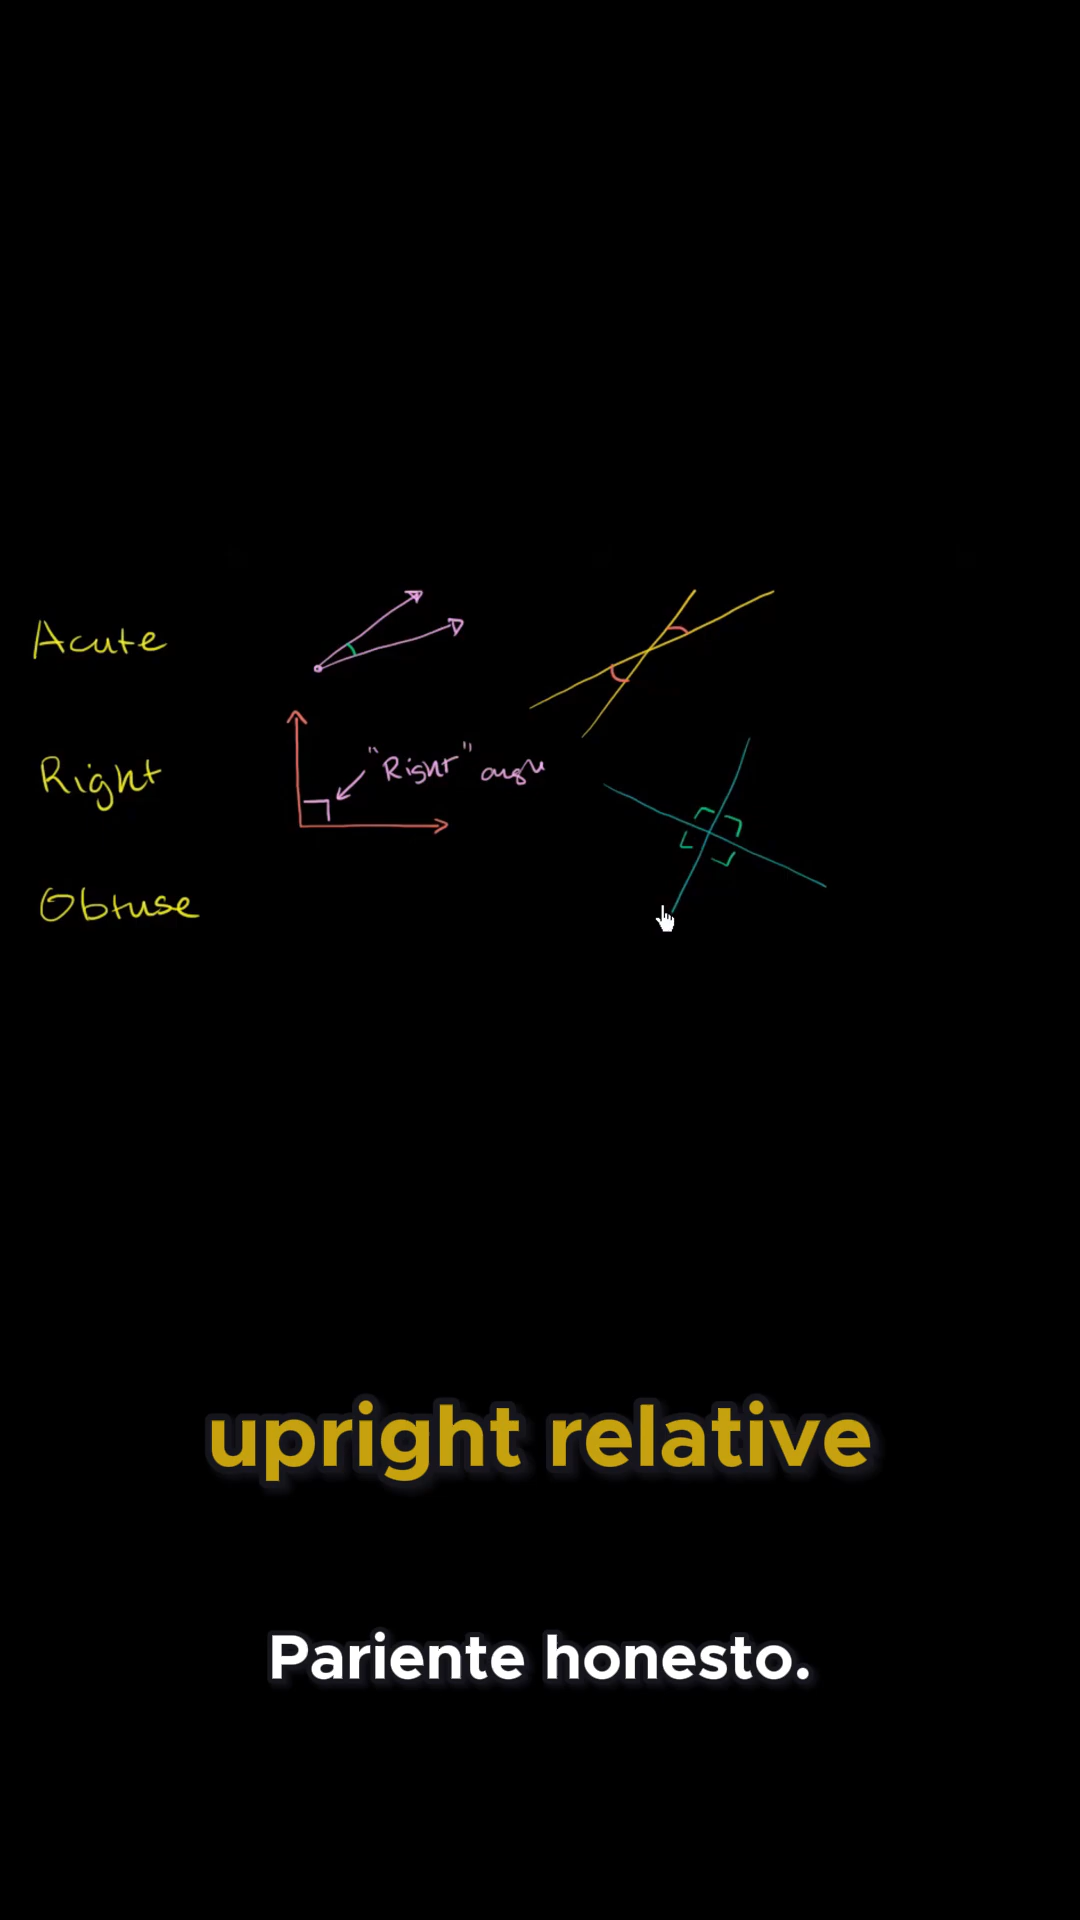 Acute
Right
"Right" angle
Obtuse
upright relative
Pariente honesto.